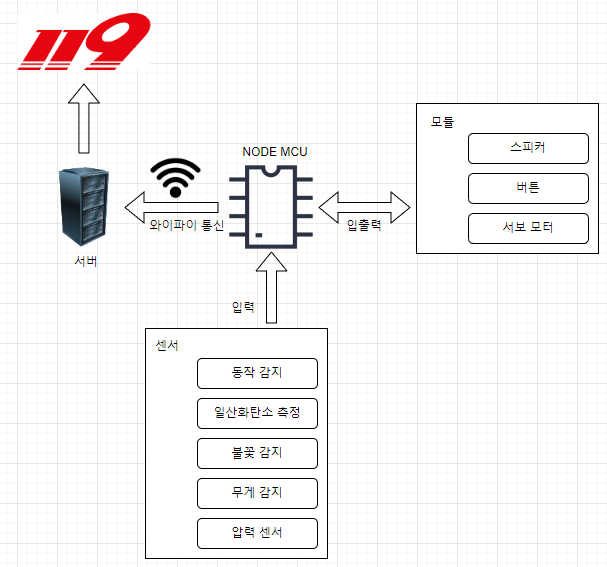 119
NODE MCU
모듈
스피커
버튼
서보 모터
와이파이 통신
입출력
서버
입력
센서
동작 감지
일산화탄소 측정
불꽃 감지
무게 감지
압력 센서